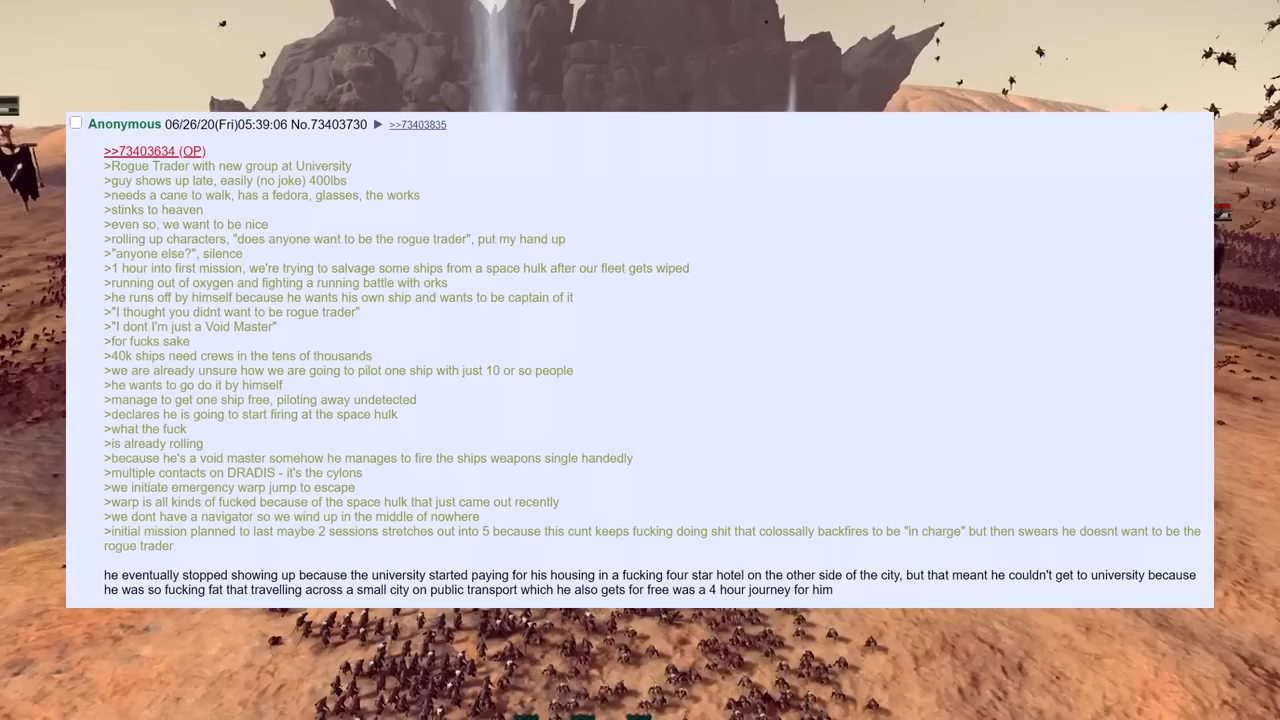 Anonymous 06/26/20(Fri)05:39:06 No.73403730 ▶ >>73403835
>>73403634 (OP)
>Rogue Trader with new group at University
>guy shows up late, easily (no joke) 400lbs
>needs a cane to walk, has a fedora, glasses, the works
>stinks to heaven
>even so, we want to be nice
>rolling up characters, "does anyone want to be the rogue trader", put my hand up
>"anyone else?", silence
>1 hour into first mission, we're trying to salvage some ships from a space hulk after our fleet gets wiped
>running out of oxygen and fighting a running battle with orks
>he runs off by himself because he wants his own ship and wants to be captain of it
>"I thought you didnt want to be rogue trader"
>"I dont I'm just a Void Master"
>for fucks sake
>40k ships need crews in the tens of thousands
>we are already unsure how we are going to pilot one ship with just 10 or so people
>he wants to go do it by himself
>manage to get one ship free, piloting away undetected
>declares he is going to start firing at the space hulk
>what the fuck
>is already rolling
>because he's a void master somehow he manages to fire the ships weapons single handedly
>multiple contacts on DRADIS - it's the cylons
>we initiate emergency warp jump to escape
>warp is all kinds of fucked because of the space hulk that just came out recently
>we dont have a navigator so we wind up in the middle of nowhere
>initial mission planned to last maybe 2 sessions stretches out into 5 because this cunt keeps fucking doing shit that colossally backfires to be "in charge" but then swears he doesnt want to be the
rogue trader
he eventually stopped showing up because the university started paying for his housing in a fucking four star hotel on the other side of the city, but that meant he couldn't get to university because
he was so fucking fat that travelling across a small city on public transport which he also gets for free was a 4 hour journey for him